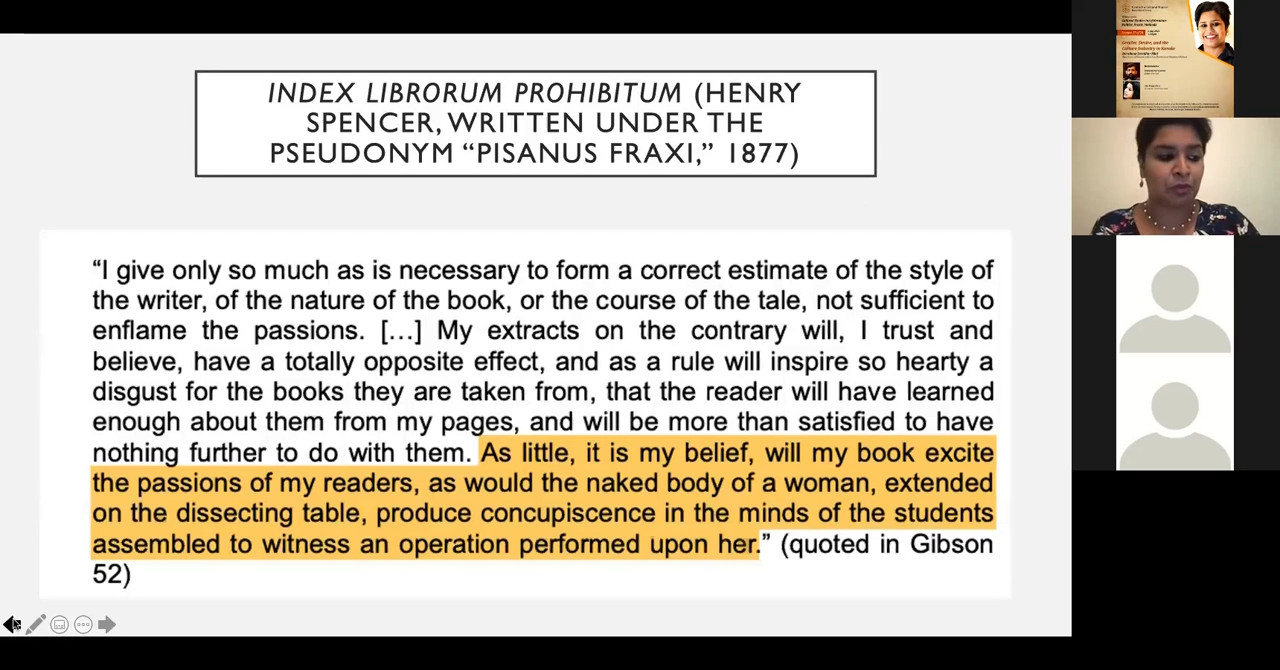 INDEX LIBRORUM PROHIBITUM (HENRY
SPENCER, WRITTEN UNDER THE
PSEUDONYM “PISANUS FRAXI,” 1877)
“I give only so much as is necessary to form a correct estimate of the style of
the writer, of the nature of the book, or the course of the tale, not sufficient to
enflame the passions. […] My extracts on the contrary will, I trust and
believe, have a totally opposite effect, and as a rule will inspire so hearty a
disgust for the books they are taken from, that the reader will have learned
enough about them from my pages, and will be more than satisfied to have
nothing further to do with them. As little, it is my belief, will my book excite
the passions of my readers, as would the naked body of a woman, extended
on the dissecting table, produce concupiscence in the minds of the students
assembled to witness an operation performed upon her.” (quoted in Gibson
52)